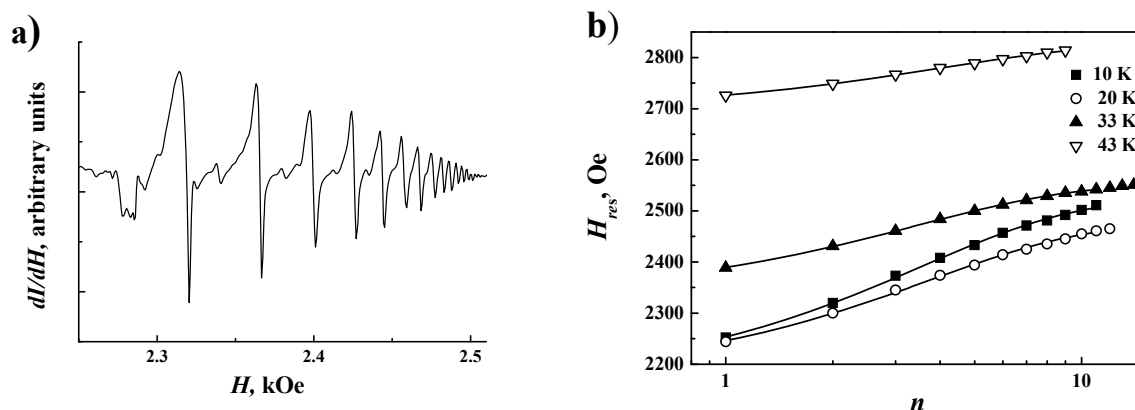 a)
dI/dH, arbitrary units
2.3
2.4
2.5
H, kOe
b)
2800
2700
2600
2500
2400
2300
2200
H_res, Oe
10 K
20 K
33 K
43 K
1
10
n